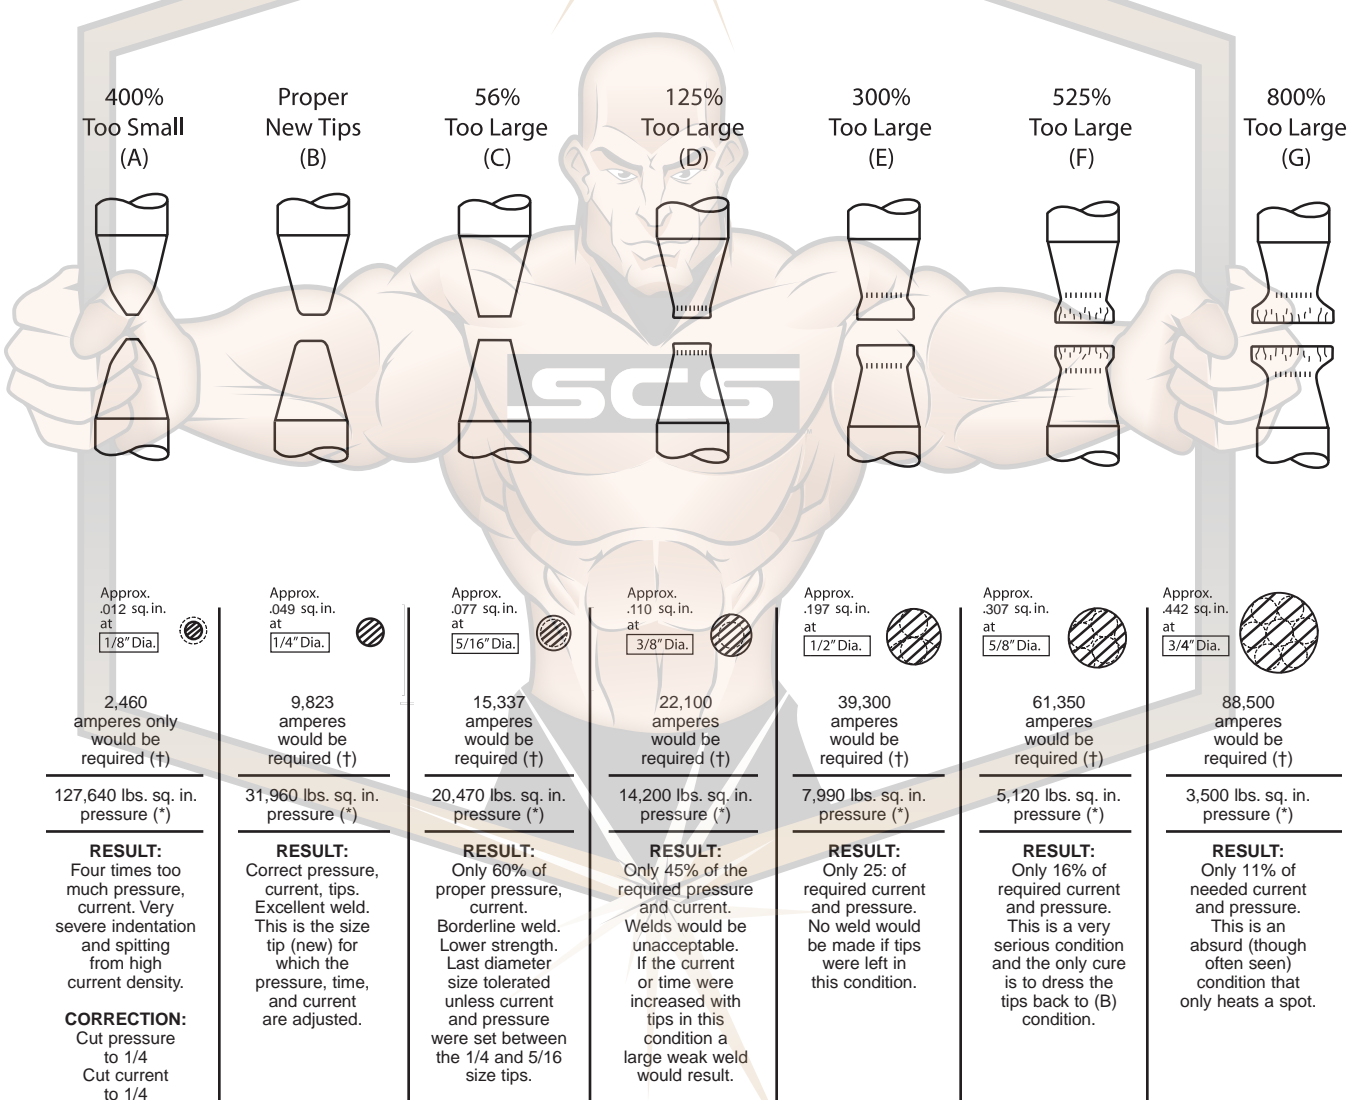 400%
Too Small
(A)
Proper
New Tips
(B)
56%
Too Large
(C)
125%
Too Large
(D)
300%
Too Large
(E)
525%
Too Large
(F)
800%
Too Large
(G)
SCS
Approx.
.012 sq. in.
at
1/8" Dia.
2,460
amperes only
would be
required (†)
127,640 lbs. sq. in.
pressure (*)
RESULT:
Four times too
much pressure,
current. Very
severe indentation
and spitting
from high
current density.
CORRECTION:
Cut pressure
to 1/4
Cut current
to 1/4
Approx.
.049 sq. in.
at
1/4" Dia.
9,823
amperes
would be
required (†)
31,960 lbs. sq. in.
pressure (*)
RESULT:
Correct pressure,
current, tips.
Excellent weld.
This is the size
tip (new) for
which the
pressure, time,
and current
are adjusted.
Approx.
.077 sq. in.
at
5/16" Dia.
15,337
amperes
would be
required (†)
20,470 lbs. sq. in.
pressure (*)
RESULT:
Only 60% of
proper pressure,
current.
Borderline weld.
Lower strength.
Last diameter
size tolerated
unless current
and pressure
were set between
the 1/4 and 5/16
size tips.
Approx.
.110 sq. in.
at
3/8" Dia.
22,100
amperes
would be
required (†)
14,200 lbs. sq. in.
pressure (*)
RESULT:
Only 45% of the
required pressure
and current.
Welds would be
unacceptable.
If the current
or time were
increased with
tips in this
condition a
large weak weld
would result.
Approx.
.197 sq. in.
at
1/2" Dia.
39,300
amperes
would be
required (†)
7,990 lbs. sq. in.
pressure (*)
RESULT:
Only 25: of
required current
and pressure.
No weld would
be made if tips
were left in
this condition.
Approx.
.307 sq. in.
at
5/8" Dia.
61,350
amperes
would be
required (†)
5,120 lbs. sq. in.
pressure (*)
RESULT:
Only 16% of
required current
and pressure.
This is a very
serious condition
and the only cure
is to dress the
tips back to (B)
condition.
Approx.
.442 sq. in.
at
3/4" Dia.
88,500
amperes
would be
required (†)
3,500 lbs. sq. in.
pressure (*)
RESULT:
Only 11% of
needed current
and pressure.
This is an
absurd (though
often seen)
condition that
only heats a spot.